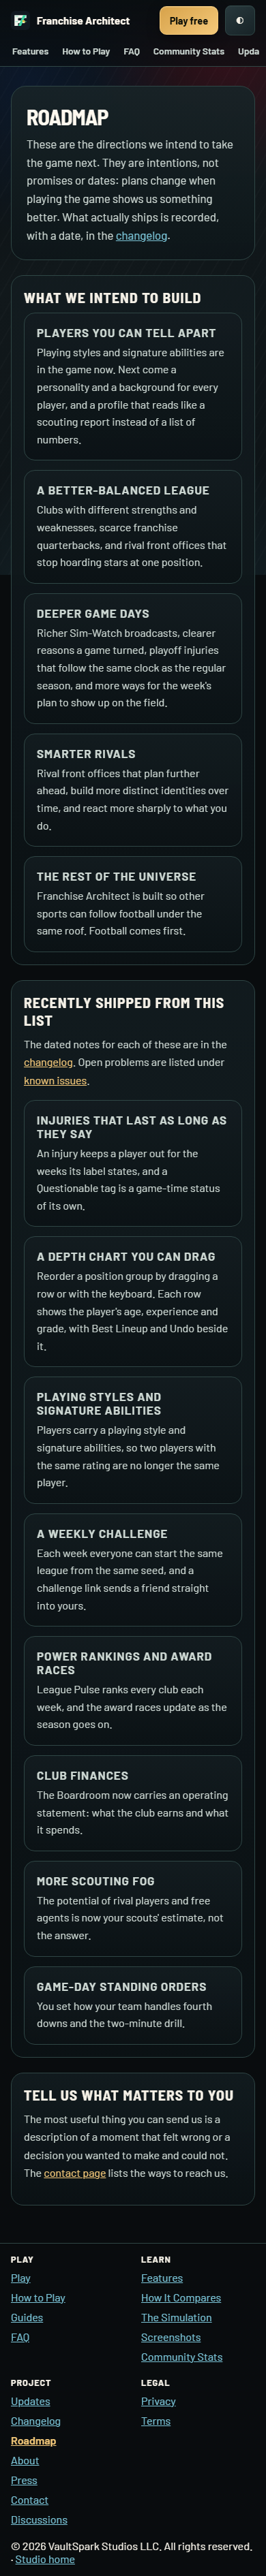 Franchise Architect
Play free
Features How to Play FAQ Community Stats Upda
ROADMAP
These are the directions we intend to take
the game next. They are intentions, not
promises or dates: plans change when
playing the game shows us something
better. What actually ships is recorded,
with a date, in the changelog.
WHAT WE INTEND TO BUILD
PLAYERS YOU CAN TELL APART
Playing styles and signature abilities are
in the game now. Next come a
personality and a background for every
player, and a profile that reads like a
scouting report instead of a list of
numbers.
A BETTER-BALANCED LEAGUE
Clubs with different strengths and
weaknesses, scarce franchise
quarterbacks, and rival front offices that
stop hoarding stars at one position.
DEEPER GAME DAYS
Richer Sim-Watch broadcasts, clearer
reasons a game turned, playoff injuries
that follow the same clock as the regular
season, and more ways for the week's
plan to show up on the field.
SMARTER RIVALS
Rival front offices that plan further
ahead, build more distinct identities over
time, and react more sharply to what you
do.
THE REST OF THE UNIVERSE
Franchise Architect is built so other
sports can follow football under the
same roof. Football comes first.
RECENTLY SHIPPED FROM THIS
LIST
The dated notes for each of these are in the
changelog. Open problems are listed under
known issues.
INJURIES THAT LAST AS LONG AS
THEY SAY
An injury keeps a player out for the
weeks its label states, and a
Questionable tag is a game-time status
of its own.
A DEPTH CHART YOU CAN DRAG
Reorder a position group by dragging a
row or with the keyboard. Each row
shows the player's age, experience and
grade, with Best Lineup and Undo beside
it.
PLAYING STYLES AND
SIGNATURE ABILITIES
Players carry a playing style and
signature abilities, so two players with
the same rating are no longer the same
player.
A WEEKLY CHALLENGE
Each week everyone can start the same
league from the same seed, and a
challenge link sends a friend straight
into yours.
POWER RANKINGS AND AWARD
RACES
League Pulse ranks every club each
week, and the award races update as the
season goes on.
CLUB FINANCES
The Boardroom now carries an operating
statement: what the club earns and what
it spends.
MORE SCOUTING FOG
The potential of rival players and free
agents is now your scouts' estimate, not
the answer.
GAME-DAY STANDING ORDERS
You set how your team handles fourth
downs and the two-minute drill.
TELL US WHAT MATTERS TO YOU
The most useful thing you can send us is a
description of a moment that felt wrong or a
decision you wanted to make and could not.
The contact page lists the ways to reach us.
PLAY
Play
How to Play
Guides
FAQ
LEARN
Features
How It Compares
The Simulation
Screenshots
Community Stats
PROJECT
Updates
Changelog
Roadmap
About
Press
Contact
Discussions
LEGAL
Privacy
Terms
© 2026 VaultSpark Studios LLC. All rights reserved.
· Studio home